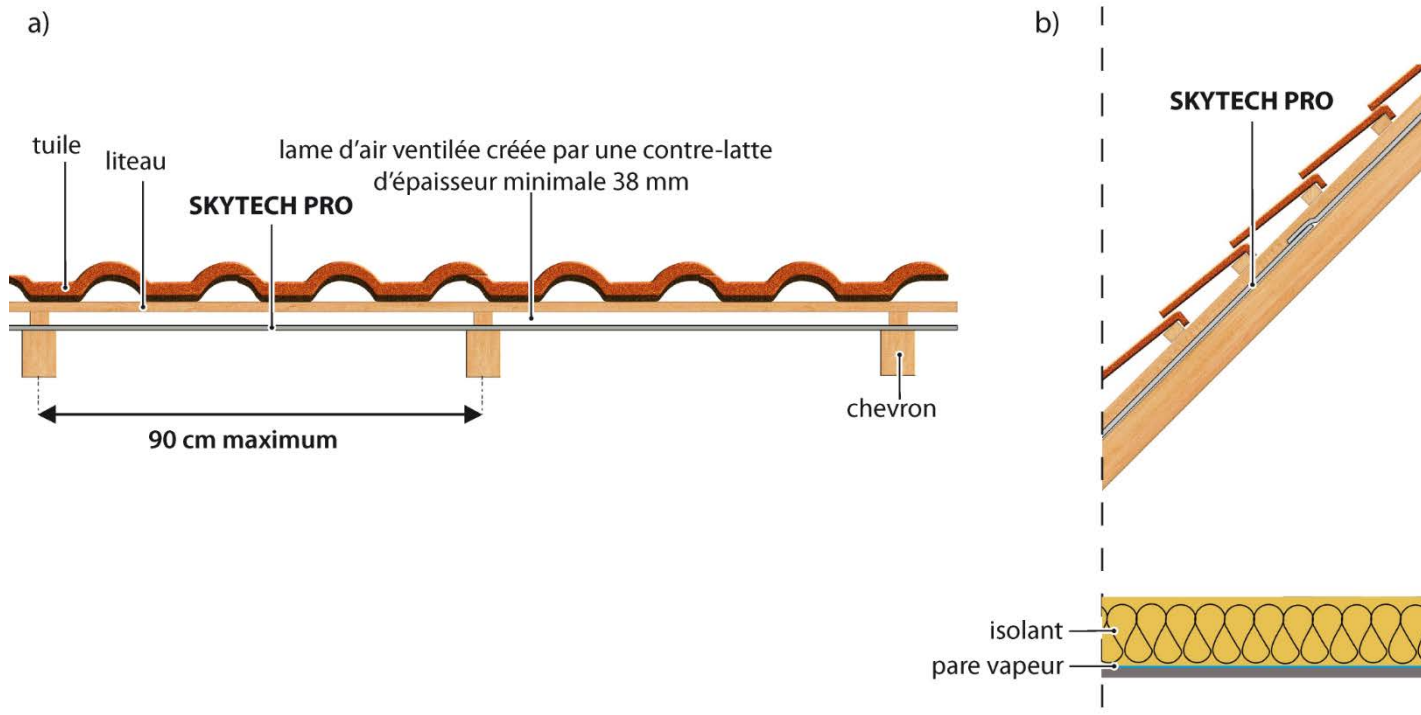 a)
tuile
liteau
lame d'air ventilée créée par une contre-latte
d'épaisseur minimale 38 mm
SKYTECH PRO
chevron
90 cm maximum
b)
SKYTECH PRO
isolant
pare vapeur